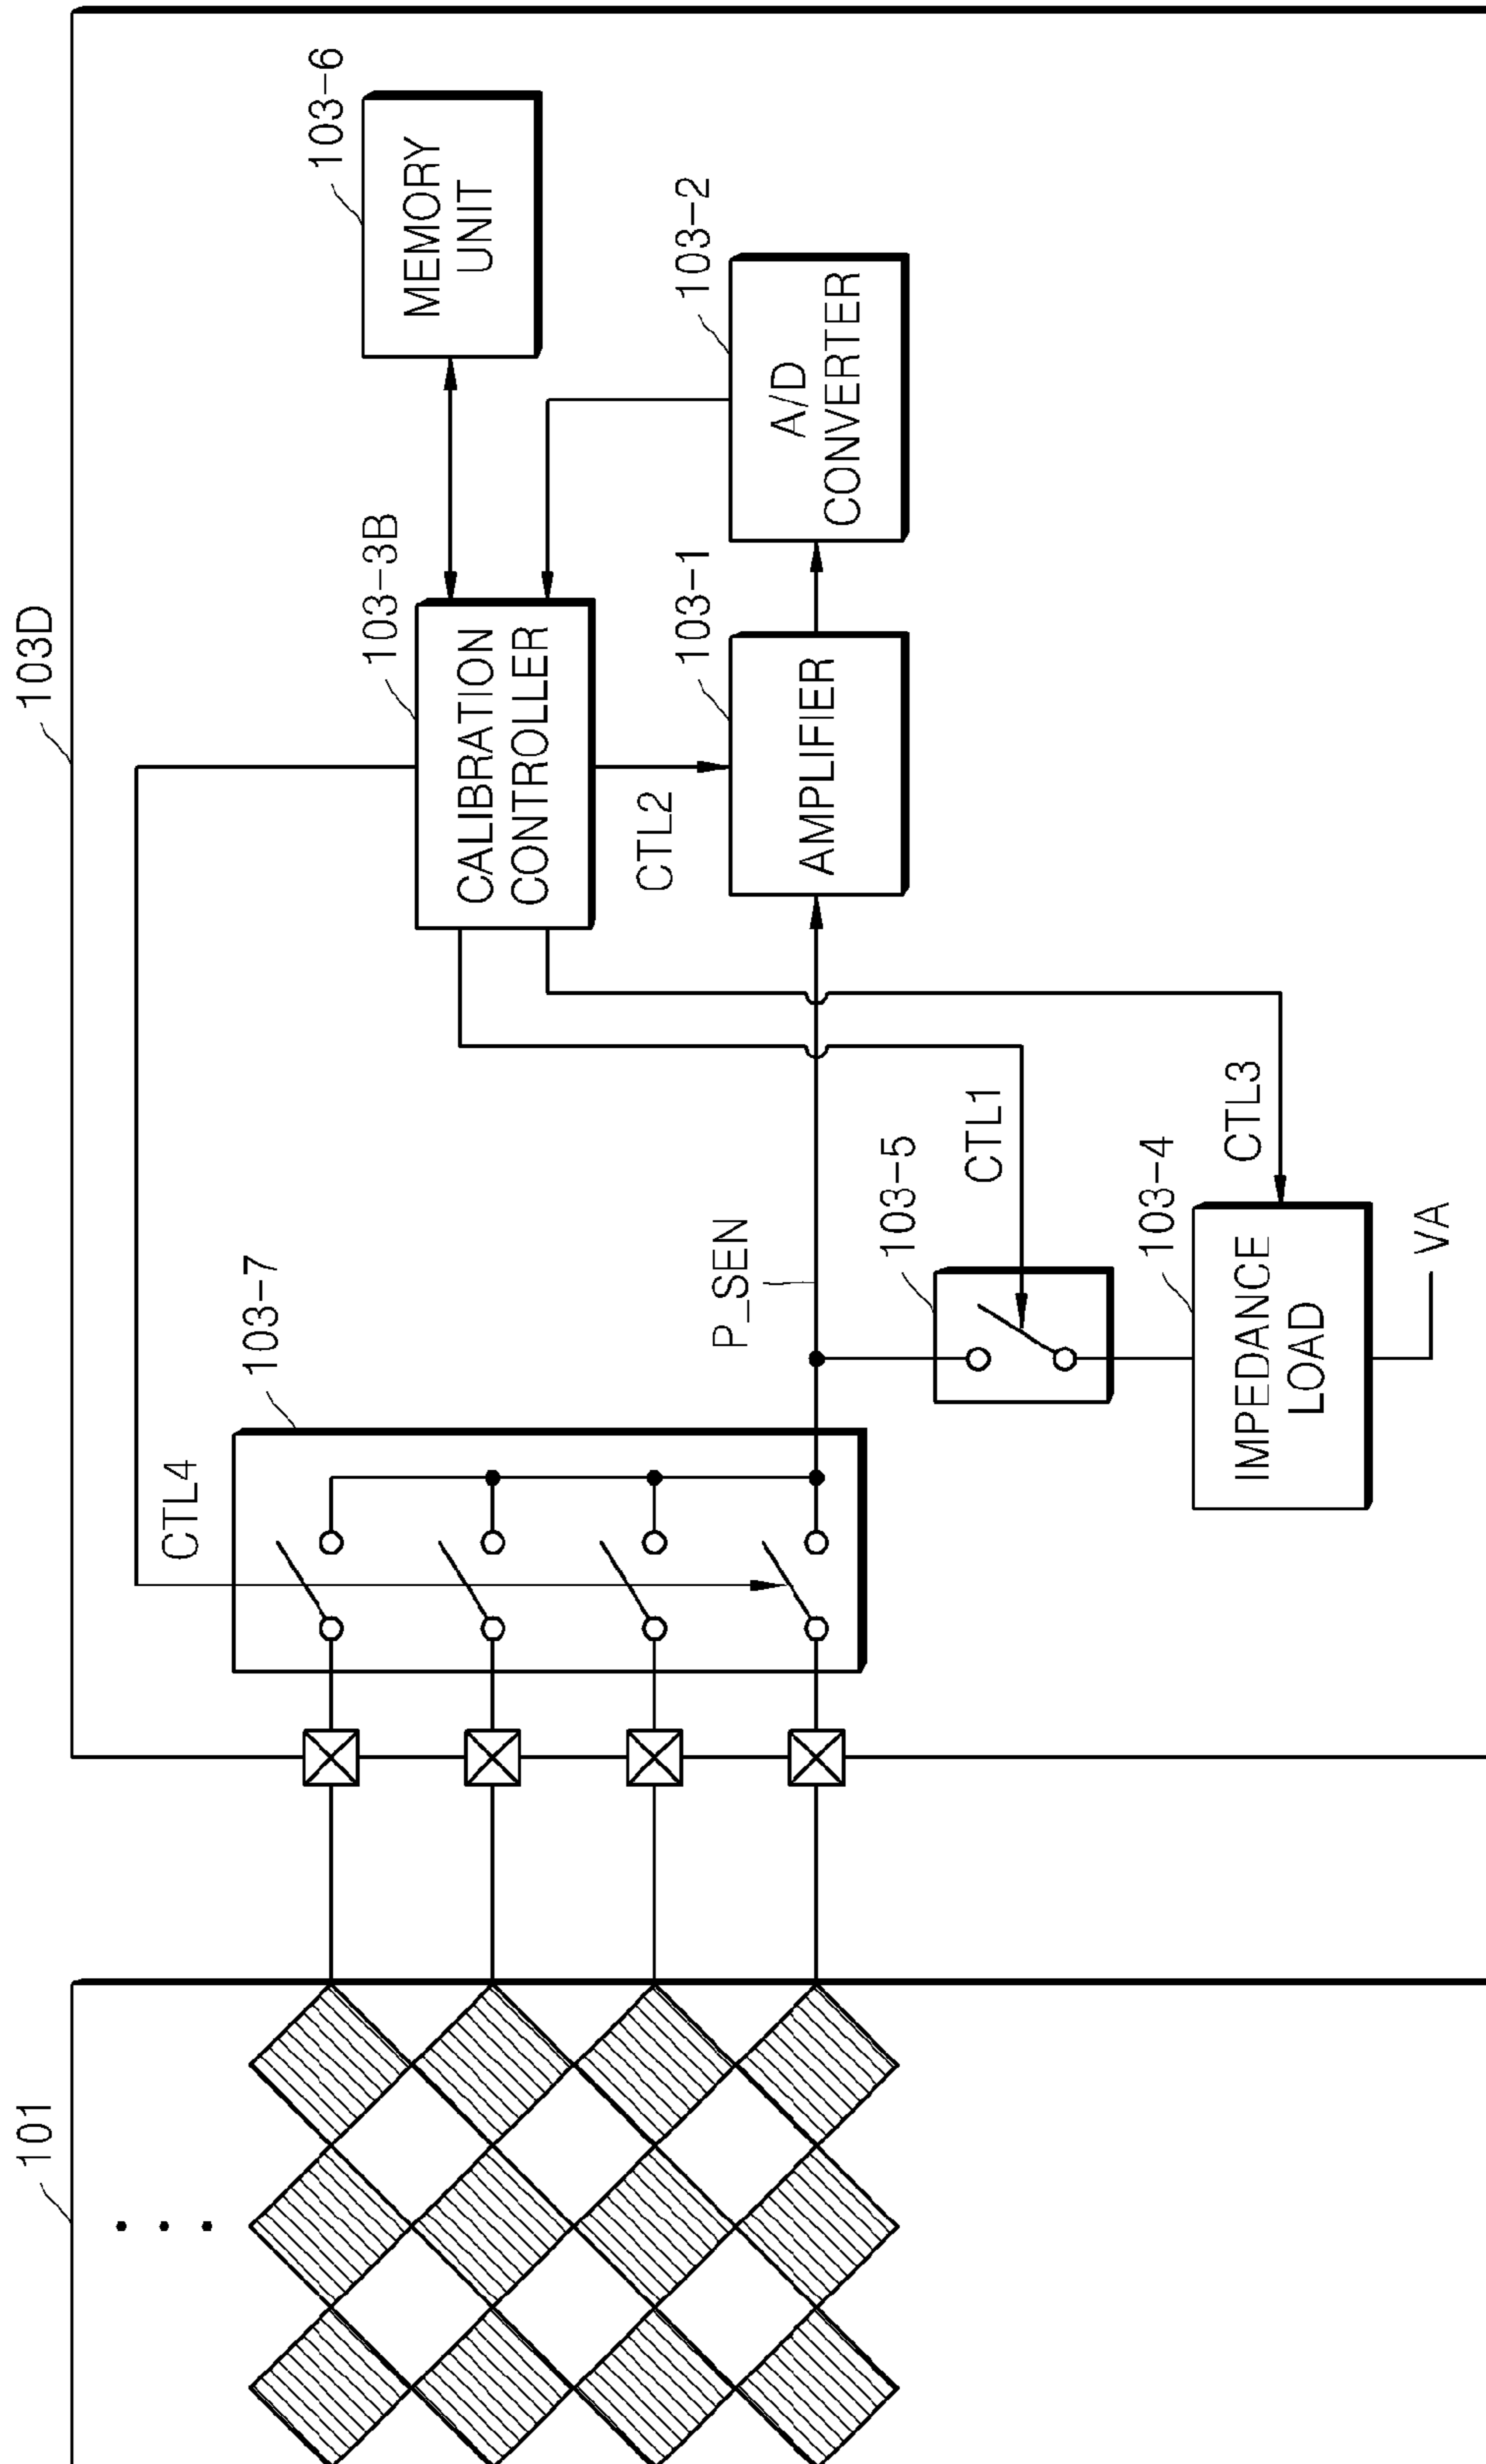 101
103D
CTL4
103-7
P_SEN
103-5
CTL1
103-4
IMPEDANCE
LOAD
CTL3
VA
103-3B
CALIBRATION
CONTROLLER
CTL2
103-1
AMPLIFIER
103-6
MEMORY
UNIT
103-2
A/D
CONVERTER